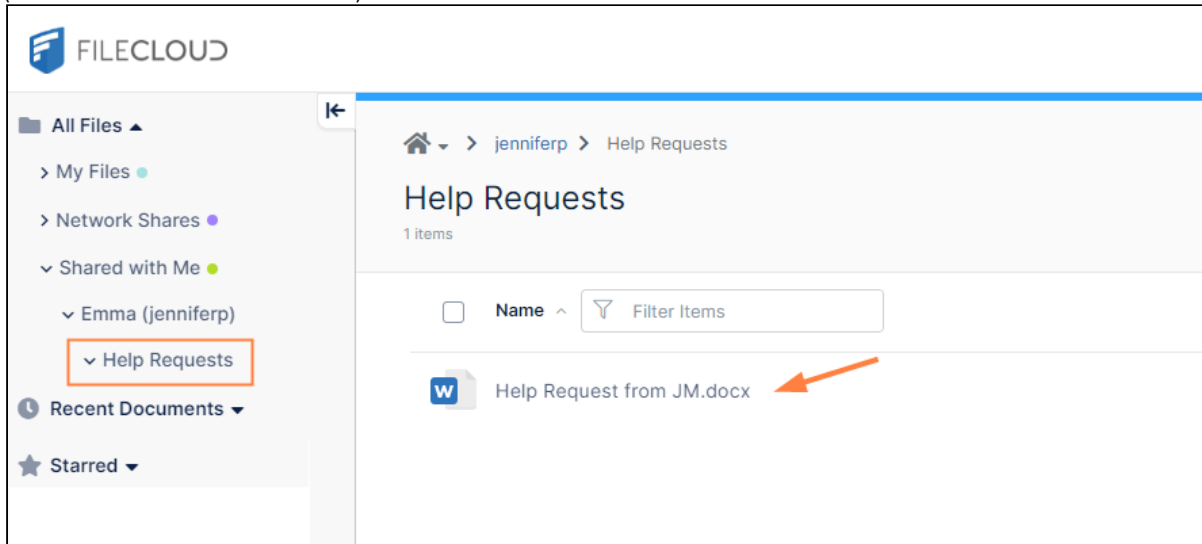 FILECLOUD
All Files
My Files
Network Shares
Shared with Me
Emma (jenniferp)
Help Requests
Recent Documents
Starred
jenniferp > Help Requests
Help Requests
1 items
Name
Filter Items
W
Help Request from JM.docx